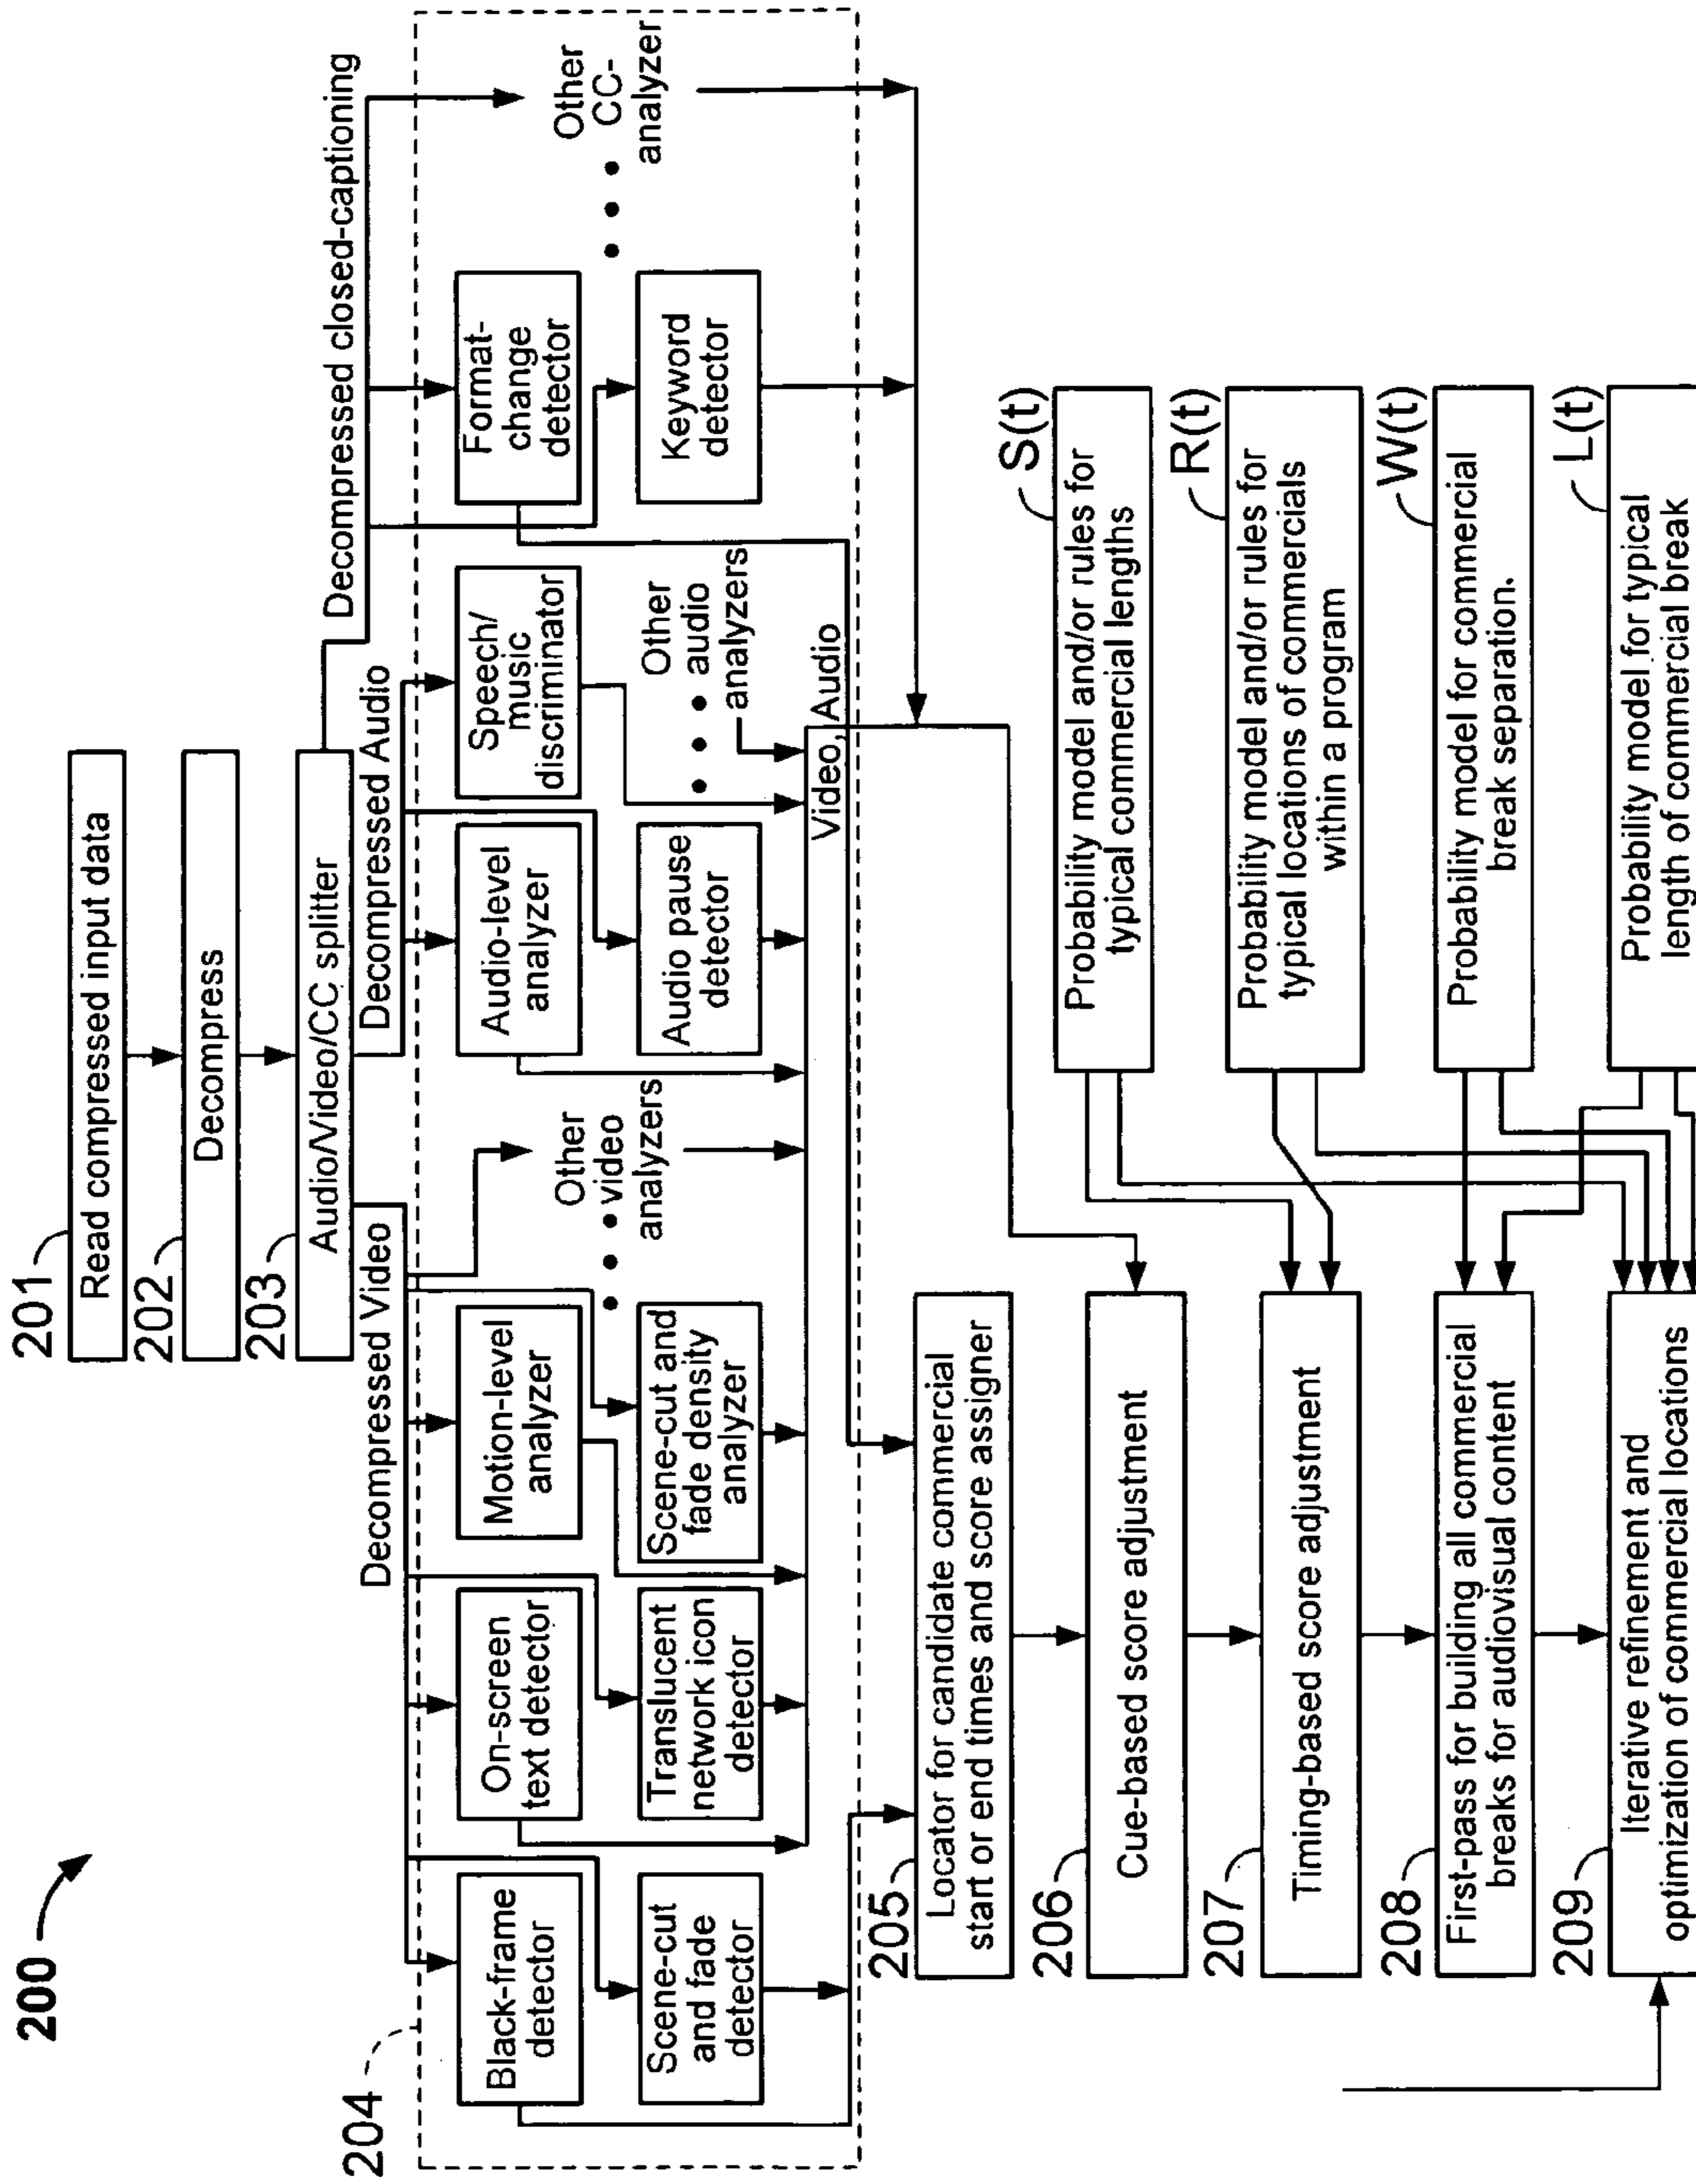 200
201
Read compressed input data
202
Decompress
203
Audio/Video/CC splitter
Decompressed Video
Decompressed Audio
Decompressed closed-captioning
204
Black-frame
detector
On-screen
text detector
Motion-level
analyzer
Other
video
analyzers
Audio-level
analyzer
Speech/
music
discriminator
Format-
change
detector
Other
CC-
analyzer
Scene-cut
and fade
detector
Translucent
network icon
detector
Scene-cut and
fade density
analyzer
Audio pause
detector
Other
audio
analyzers
Keyword
detector
Video, Audio
205
Locator for candidate commercial
start or end times and score assigner
206
Cue-based score adjustment
S(t)
Probability model and/or rules for
typical commercial lengths
207
Timing-based score adjustment
R(t)
Probability model and/or rules for
typical locations of commercials
within a program
208
First-pass for building all commercial
breaks for audiovisual content
W(t)
Probability model for commercial
break separation.
209
Iterative refinement and
optimization of commercial locations
L(t)
Probability model for typical
length of commercial break